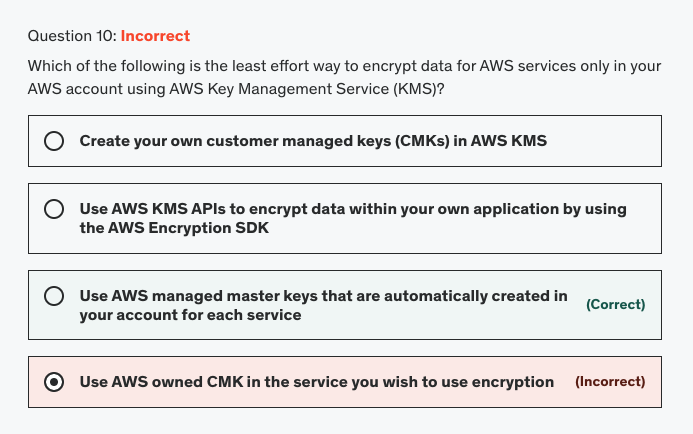 Question 10: Incorrect
Which of the following is the least effort way to encrypt data for AWS services only in your
AWS account using AWS Key Management Service (KMS)?
Create your own customer managed keys (CMKs) in AWS KMS
Use AWS KMS APIs to encrypt data within your own application by using
the AWS Encryption SDK
Use AWS managed master keys that are automatically created in
your account for each service
(Correct)
Use AWS owned CMK in the service you wish to use encryption
(Incorrect)